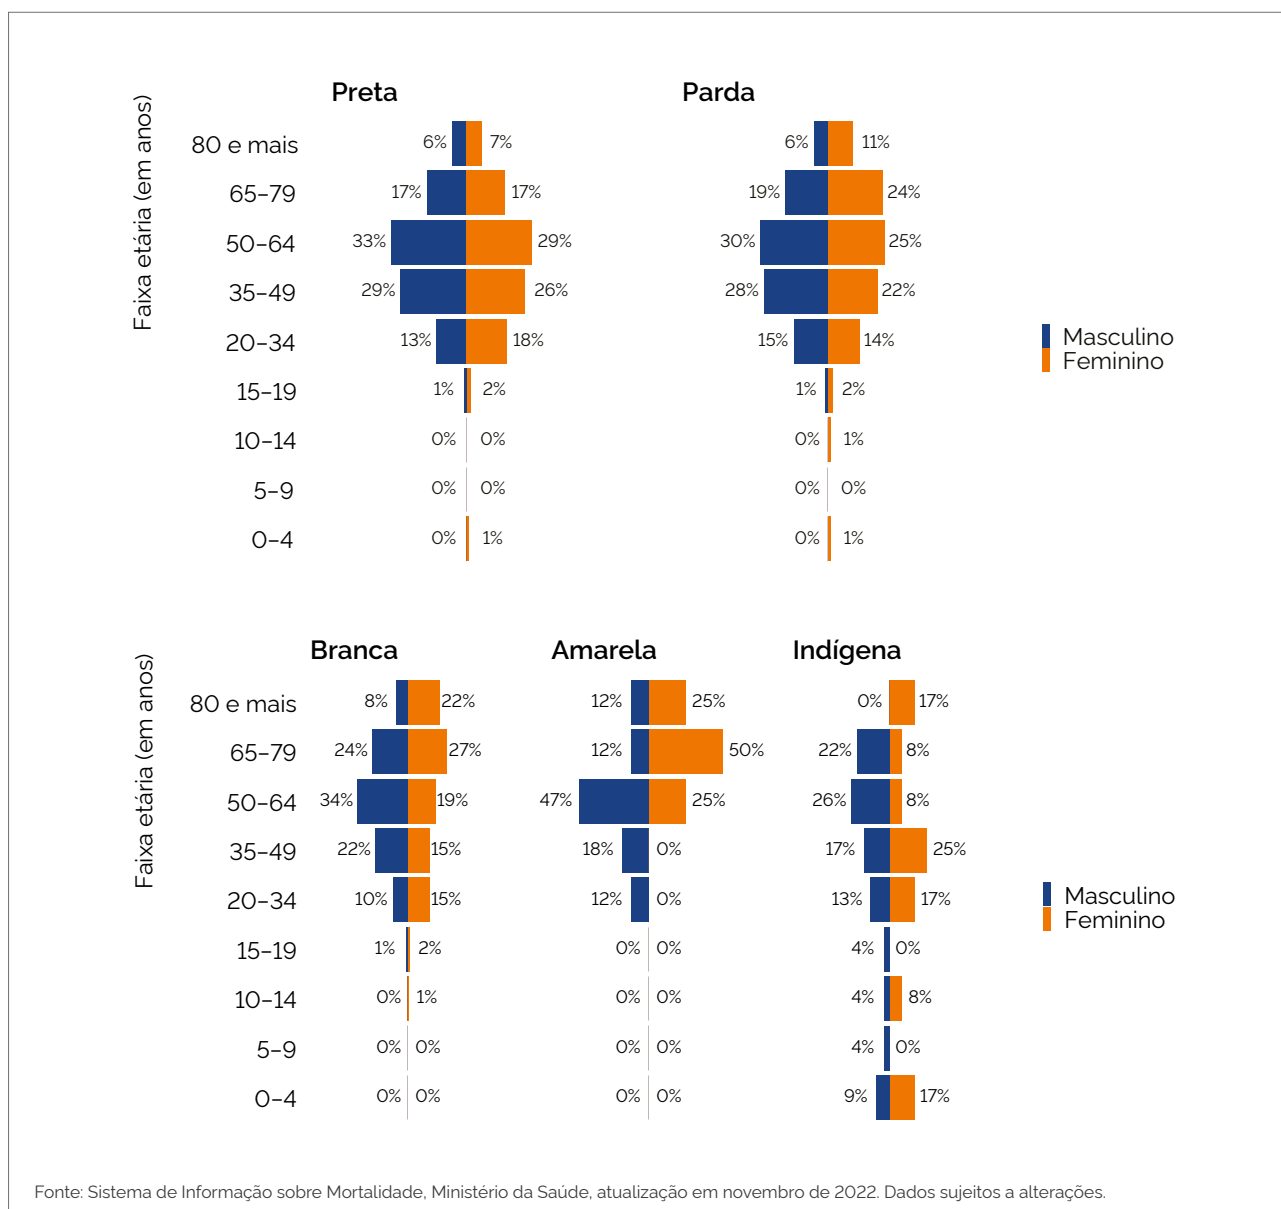 Preta Parda
Faixa etária (em anos)
80 e mais 6% 7% 6% 11%
65–79 17% 17% 19% 24%
50–64 33% 29% 30% 25%
35–49 29% 26% 28% 22%
20–34 13% 18% 15% 14%
15–19 1% 2% 1% 2%
10–14 0% 0% 0% 1%
5–9 0% 0% 0% 0%
0–4 0% 1% 0% 1%
Masculino
Feminino
Branca Amarela Indígena
Faixa etária (em anos)
80 e mais 8% 22% 12% 25% 0% 17%
65–79 24% 27% 12% 50% 22% 8%
50–64 34% 19% 47% 25% 26% 8%
35–49 22% 15% 18% 0% 17% 25%
20–34 10% 15% 12% 0% 13% 17%
15–19 1% 2% 0% 0% 4% 0%
10–14 0% 1% 0% 0% 4% 8%
5–9 0% 0% 0% 0% 4% 0%
0–4 0% 0% 0% 0% 9% 17%
Masculino
Feminino
Fonte: Sistema de Informação sobre Mortalidade, Ministério da Saúde, atualização em novembro de 2022. Dados sujeitos a alterações.